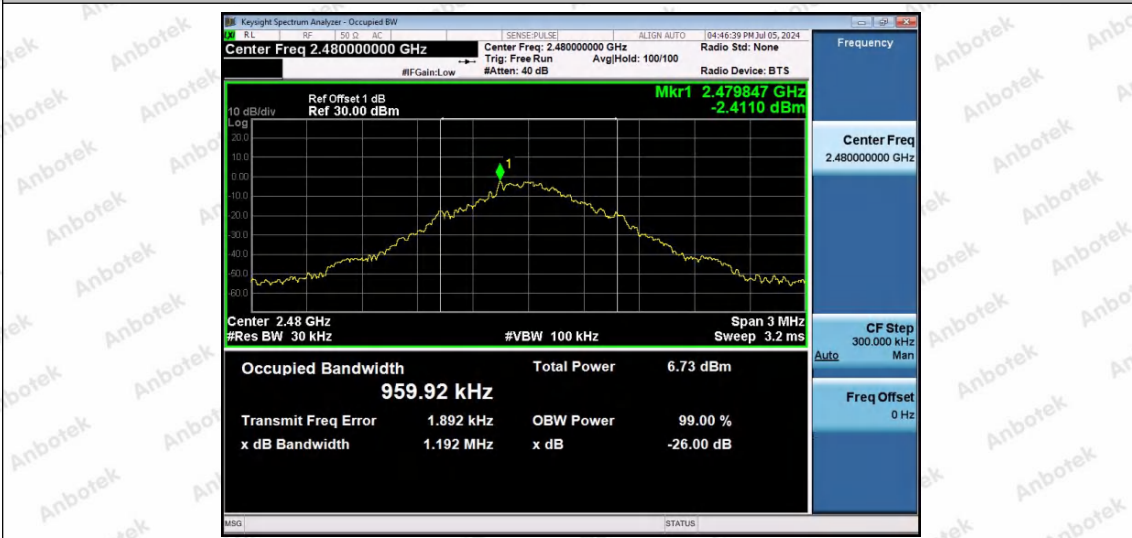 Keysight Spectrum Analyzer - Occupied BW
RL RF 50 Ω AC SENSE:PULSE ALIGN AUTO 04:46:39 PM Jul 05, 2024
Center Freq 2.480000000 GHz
Center Freq: 2.480000000 GHz
Radio Std: None
Trig: Free Run Avg|Hold: 100/100
#IFGain:Low #Atten: 40 dB Radio Device: BTS
Frequency
Ref Offset 1 dB
Mkr1 2.479847 GHz
10 dB/div Ref 30.00 dBm -2.4110 dBm
Log
20.0
10.0
0.00
-10.0
-20.0
-30.0
-40.0
-50.0
-60.0
1
Center Freq
2.480000000 GHz
Center 2.48 GHz Span 3 MHz
#Res BW 30 kHz #VBW 100 kHz Sweep 3.2 ms
CF Step
300.000 kHz
Auto Man
Occupied Bandwidth Total Power 6.73 dBm
959.92 kHz
Transmit Freq Error 1.892 kHz OBW Power 99.00 %
x dB Bandwidth 1.192 MHz x dB -26.00 dB
Freq Offset
0 Hz
MSG STATUS
Anbotek